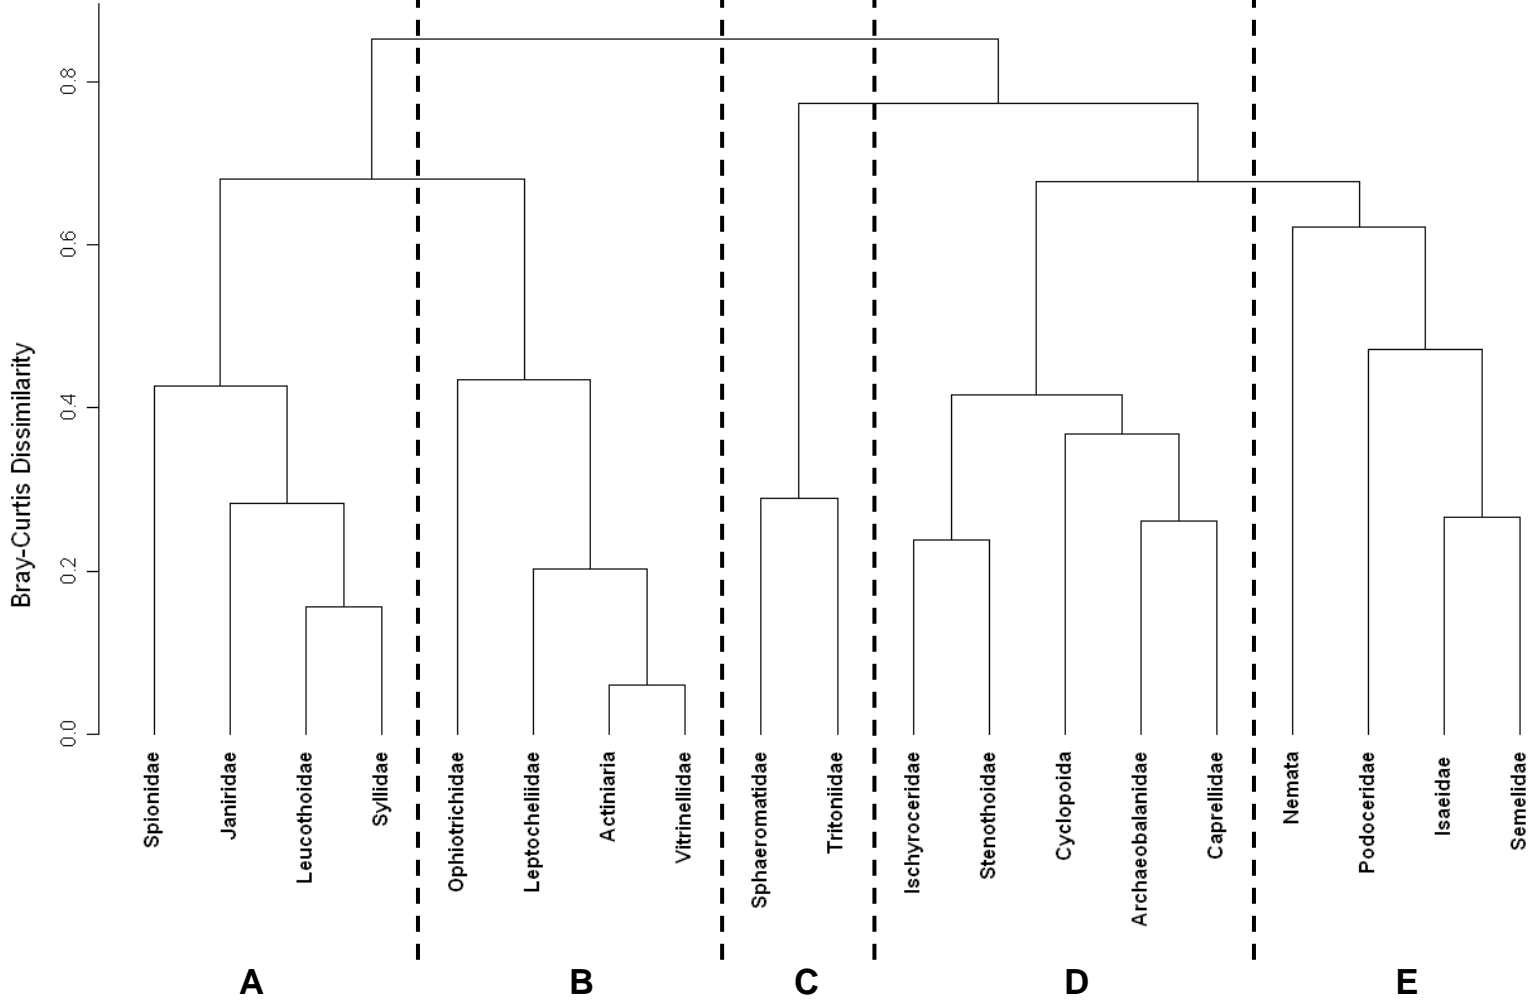 Bray-Curtis Dissimilarity
0.8
0.6
0.4
0.2
0.0
Spionidae
Janiridae
Leucothoidae
Syllidae
Ophiotrichidae
Leptocheliidae
Actiniaria
Vitrinellidae
Sphaeromatidae
Tritoniidae
Ischyroceridae
Stenothoidae
Cyclopoida
Archaeobalanidae
Caprellidae
Nemata
Podoceridae
Isaeidae
Semelidae
A
B
C
D
E